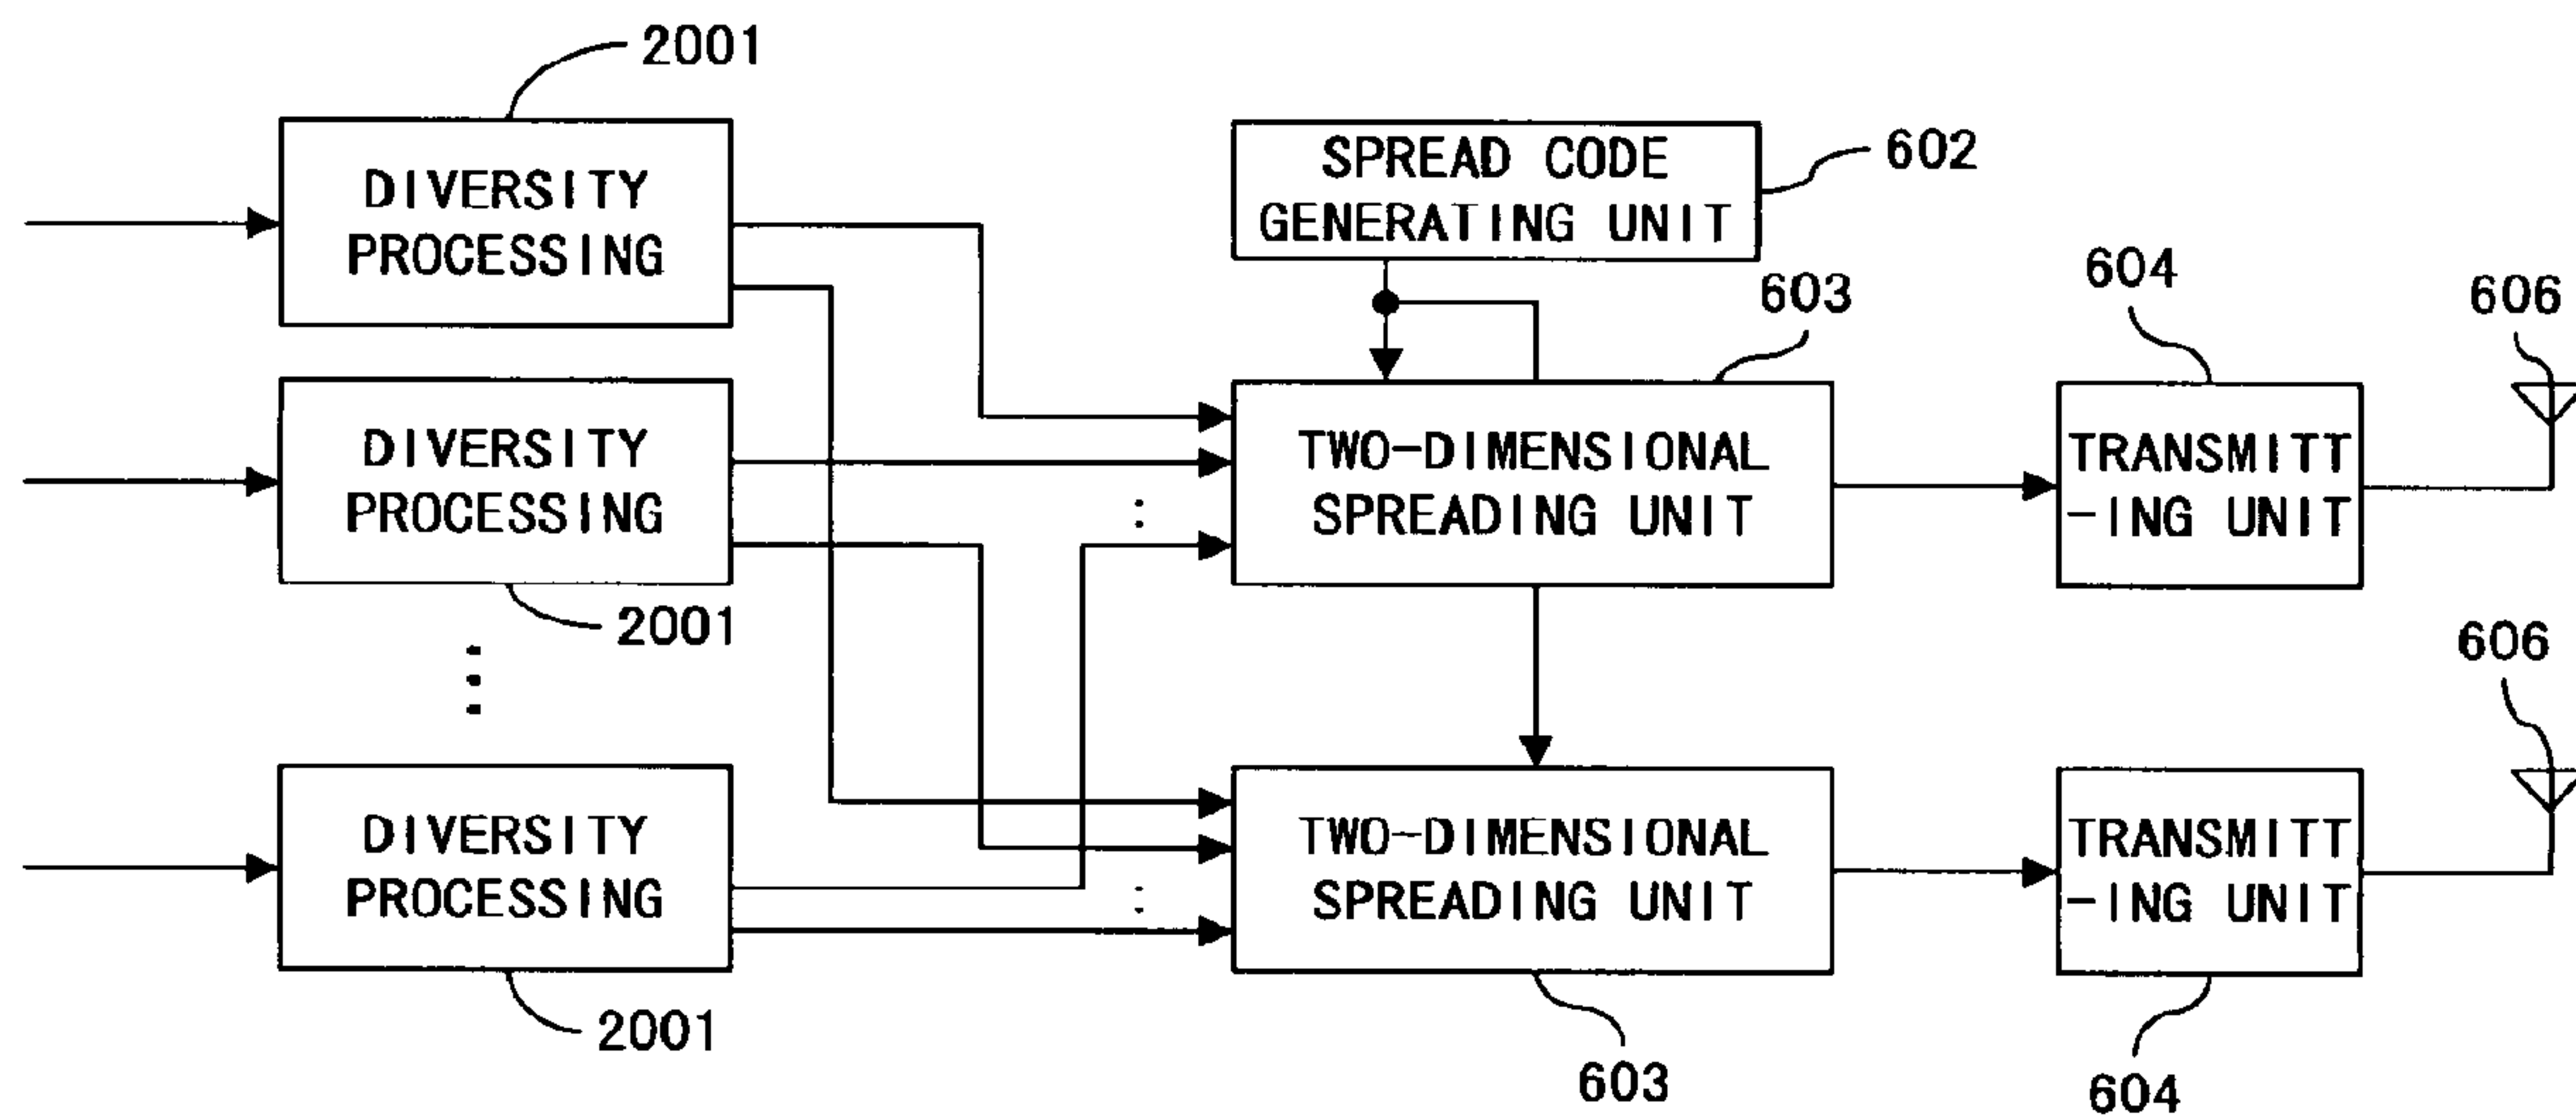 2001
DIVERSITY
PROCESSING
SPREAD CODE
GENERATING UNIT
602
603
604
606
DIVERSITY
PROCESSING
2001
TWO-DIMENSIONAL
SPREADING UNIT
TRANSMITT
-ING UNIT
606
DIVERSITY
PROCESSING
2001
TWO-DIMENSIONAL
SPREADING UNIT
603
TRANSMITT
-ING UNIT
604